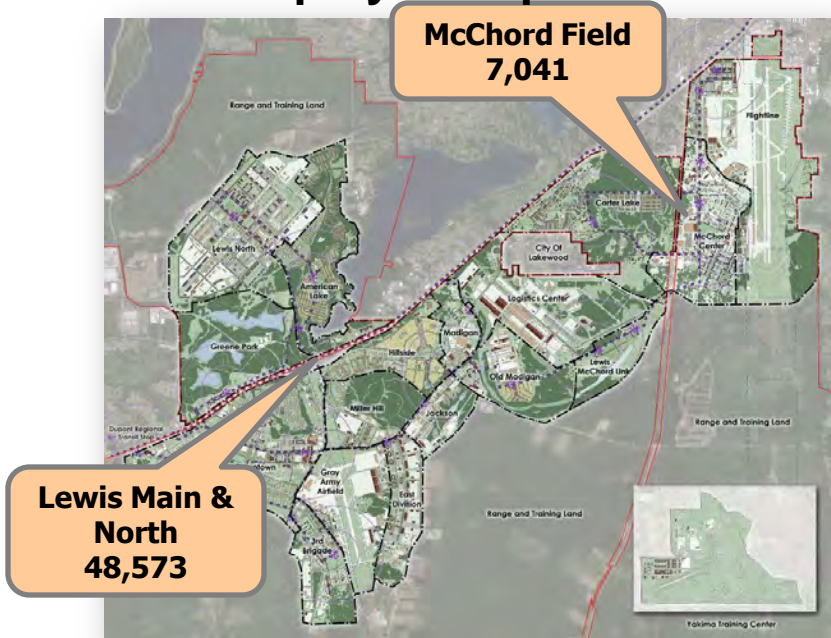 McChord Field
7,041
Range and Training Land
Flightline
Carter Lake
McChord
Center
City Of
Lakewood
Lewis North
American
Lake
Logistics Center
Greene Park
Madigan
Hillside
Old Madigan
Lewis -
McChord Link
Miller Hill
Jackson
Dupont Regional
Range and Training Land
Gray
Army
Airfield
East
Division
Range and Training Land
3rd
Brigade
Lewis Main &
North
48,573
Yakima Training Center